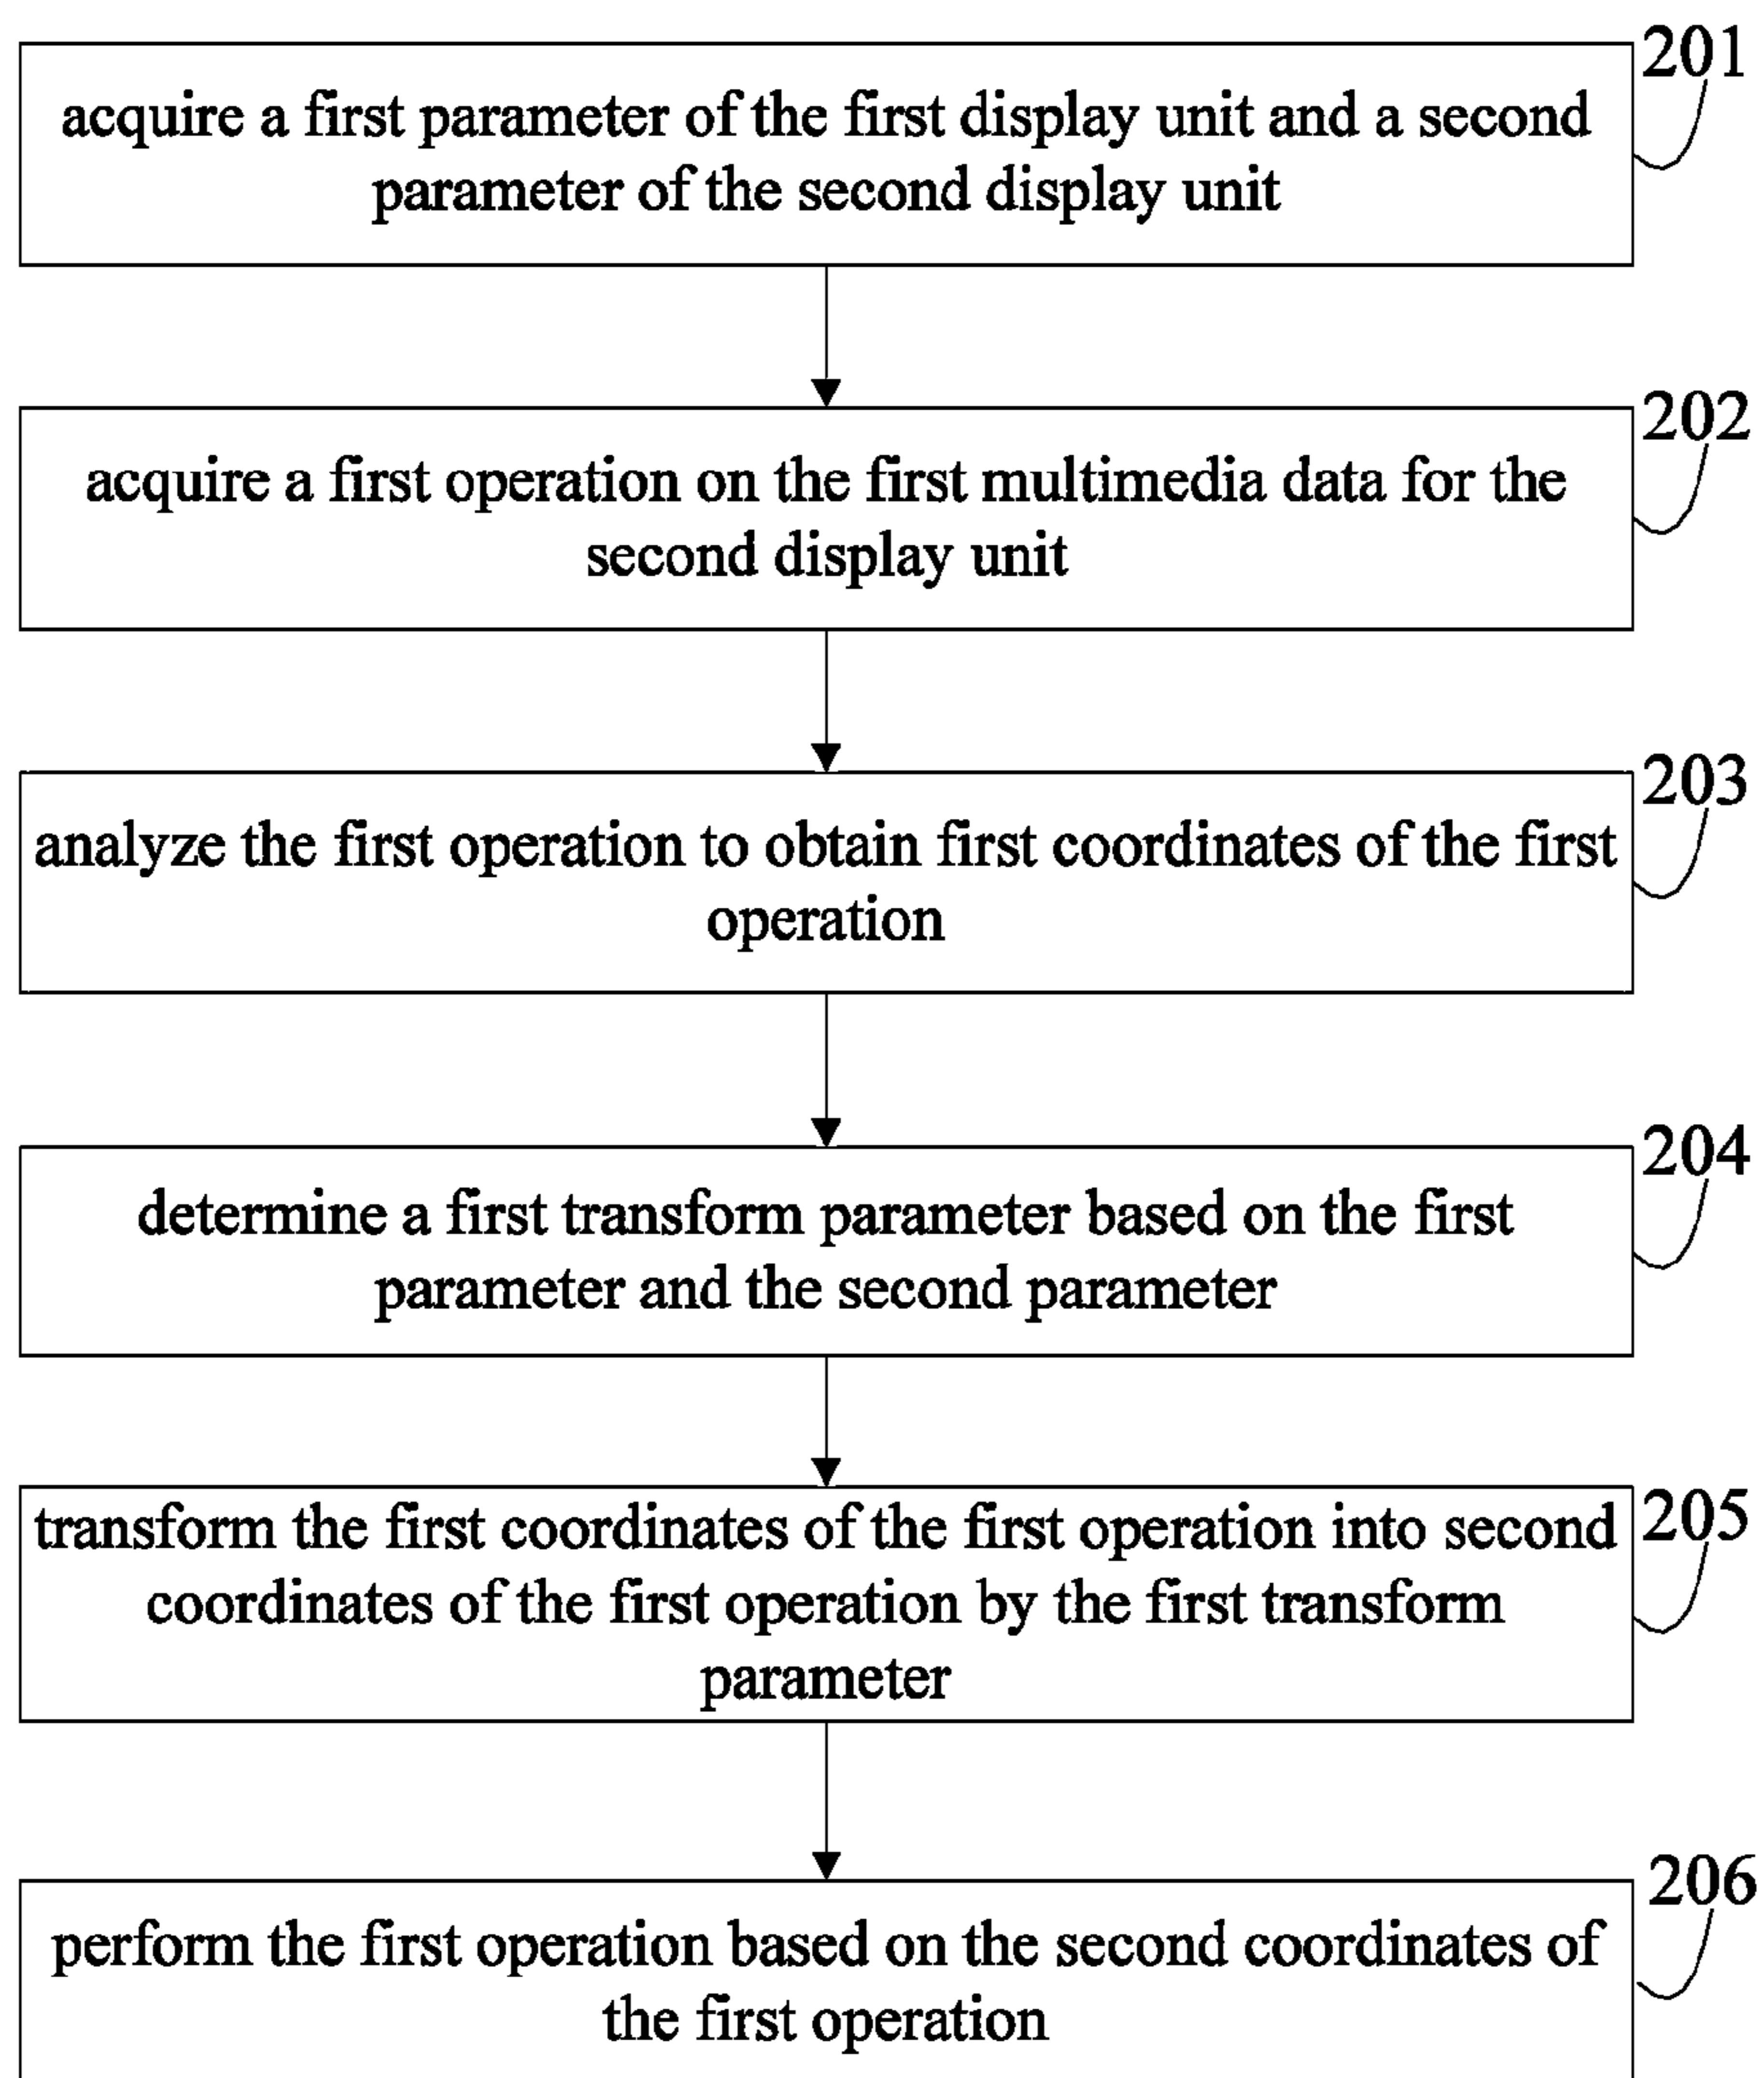 201
acquire a first parameter of the first display unit and a second
parameter of the second display unit
202
acquire a first operation on the first multimedia data for the
second display unit
203
analyze the first operation to obtain first coordinates of the first
operation
204
determine a first transform parameter based on the first
parameter and the second parameter
205
transform the first coordinates of the first operation into second
coordinates of the first operation by the first transform
parameter
206
perform the first operation based on the second coordinates of
the first operation